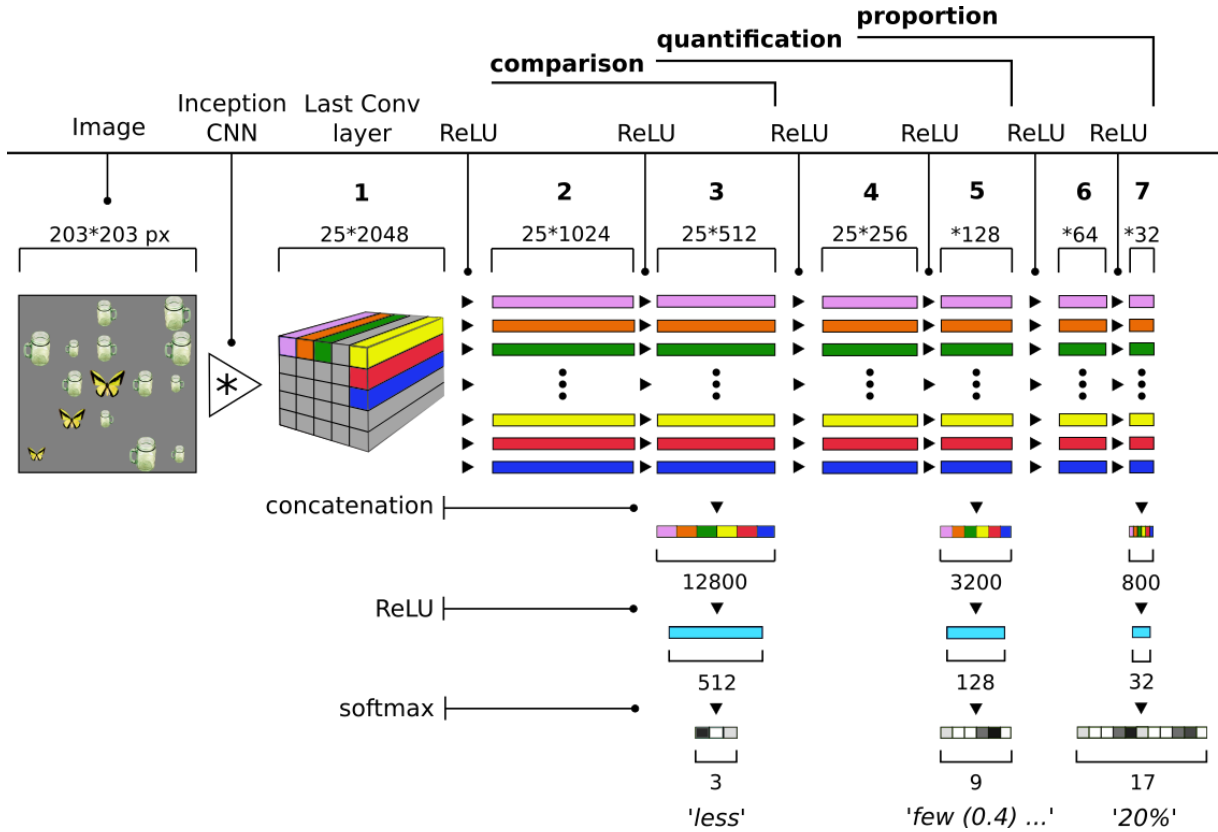 proportion
quantification
comparison
Inception
CNN
Last Conv
layer
Image
ReLU
ReLU
ReLU
ReLU
ReLU
ReLU
1
2
3
4
5
6
7
203*203 px
25*2048
25*1024
25*512
25*256
*128
*64
*32
*
concatenation
12800
3200
800
ReLU
512
128
32
softmax
3
9
17
'less'
'few (0.4) ...'
'20%'